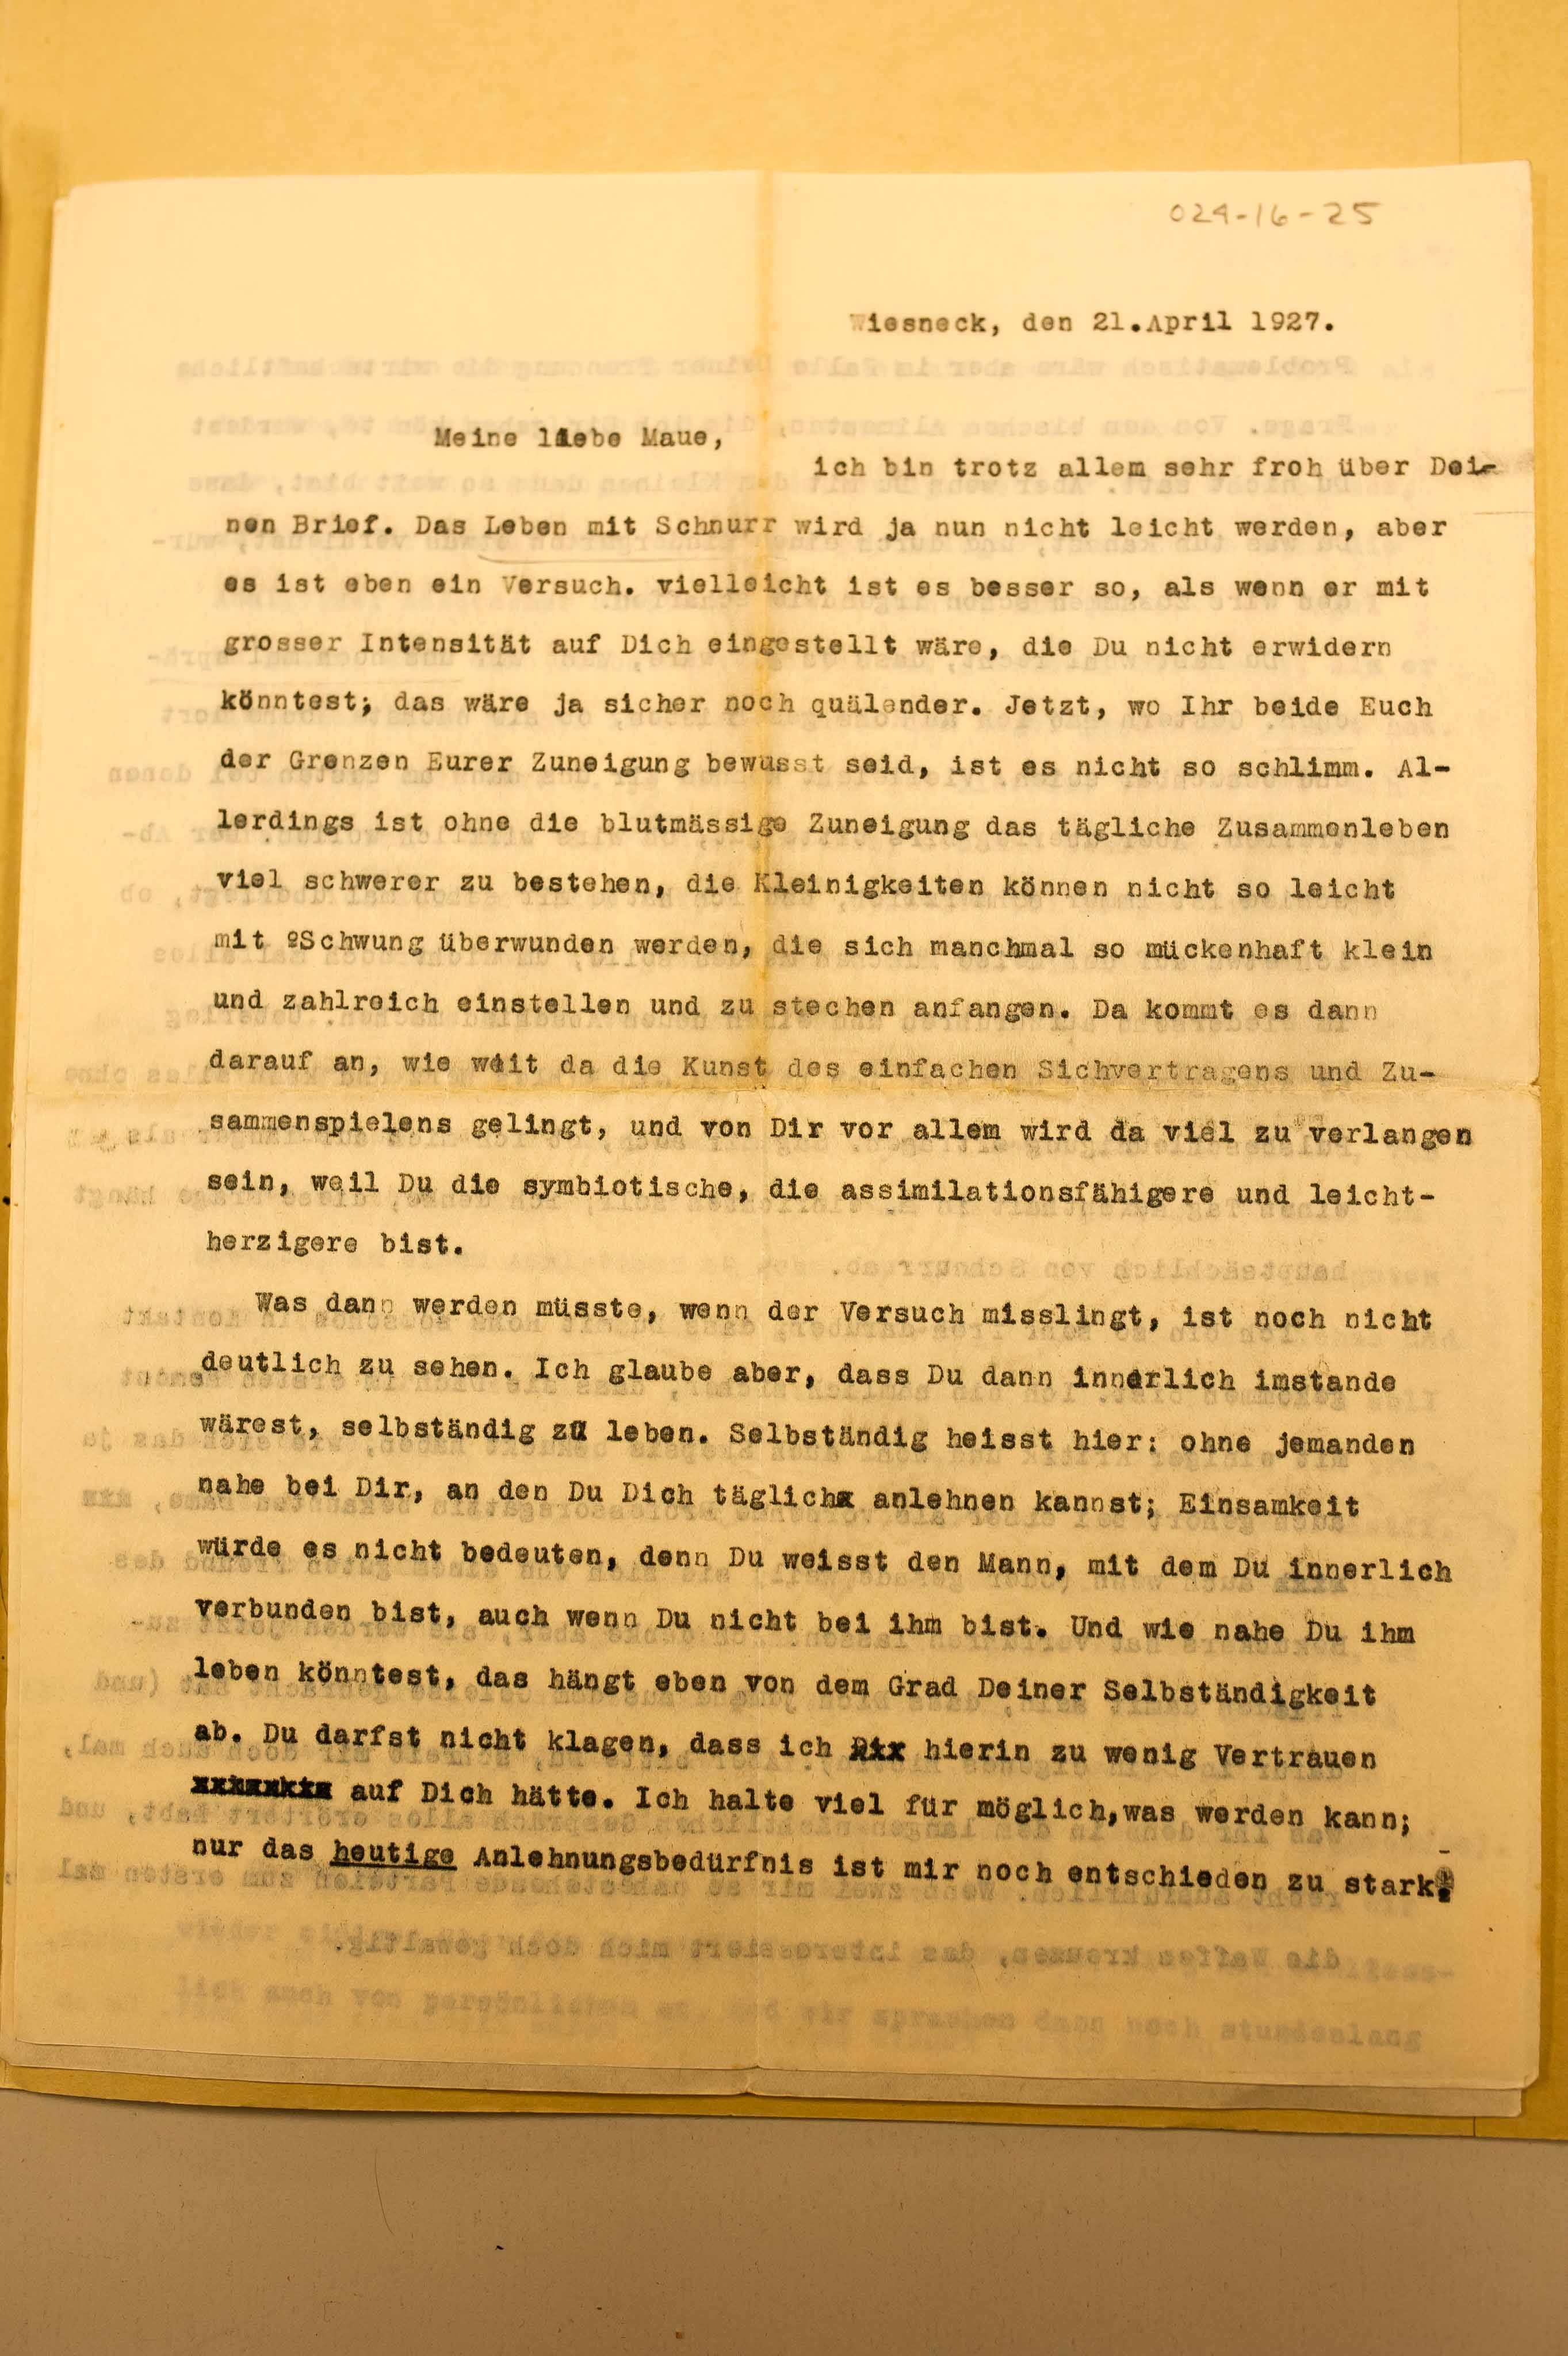 024-16-25
Wiesneck, den 21.April 1927.
Meine liebe Maue,
ich bin trotz allem sehr froh über Dei-
nen Brief. Das Leben mit Schnurr wird ja nun nicht leicht werden, aber
es ist eben ein Versuch. vielleicht ist es besser so, als wenn er mit
grosser Intensität auf Dich eingestellt wäre, die Du nicht erwidern
könntest; das wäre ja sicher noch quälender. Jetzt, wo Ihr beide Euch
der Grenzen Eurer Zuneigung bewusst seid, ist es nicht so schlimm. Al-
lerdings ist ohne die blutmässige Zuneigung das tägliche Zusammenleben
viel schwerer zu bestehen, die Kleinigkeiten können nicht so leicht
mit Schwung überwunden werden, die sich manchmal so mückenhaft klein
und zahlreich einstellen und zu stechen anfangen. Da kommt es dann
darauf an, wie weit da die Kunst des einfachen Sichvertragens und Zu-
sammenspielens gelingt, und von Dir vor allem wird da viel zu verlangen
sein, weil Du die symbiotische, die assimilationsfähigere und leicht-
herzigere bist.
Was dann werden müsste, wenn der Versuch misslingt, ist noch nicht
deutlich zu sehen. Ich glaube aber, dass Du dann innerlich imstande
wärest, selbständig zu leben. Selbständig heisst hier: ohne jemanden
nahe bei Dir, an den Du Dich täglich anlehnen kannst; Einsamkeit
würde es nicht bedeuten, denn Du weisst den Mann, mit dem Du innerlich
verbunden bist, auch wenn Du nicht bei ihm bist. Und wie nahe Du ihm
leben könntest, das hängt eben von dem Grad Deiner Selbständigkeit
ab. Du darfst nicht klagen, dass ich hierin zu wenig Vertrauen
auf Dich hätte. Ich halte viel für möglich,was werden kann;
nur das heutige Anlehnungsbedürfnis ist mir noch entschieden zu stark.